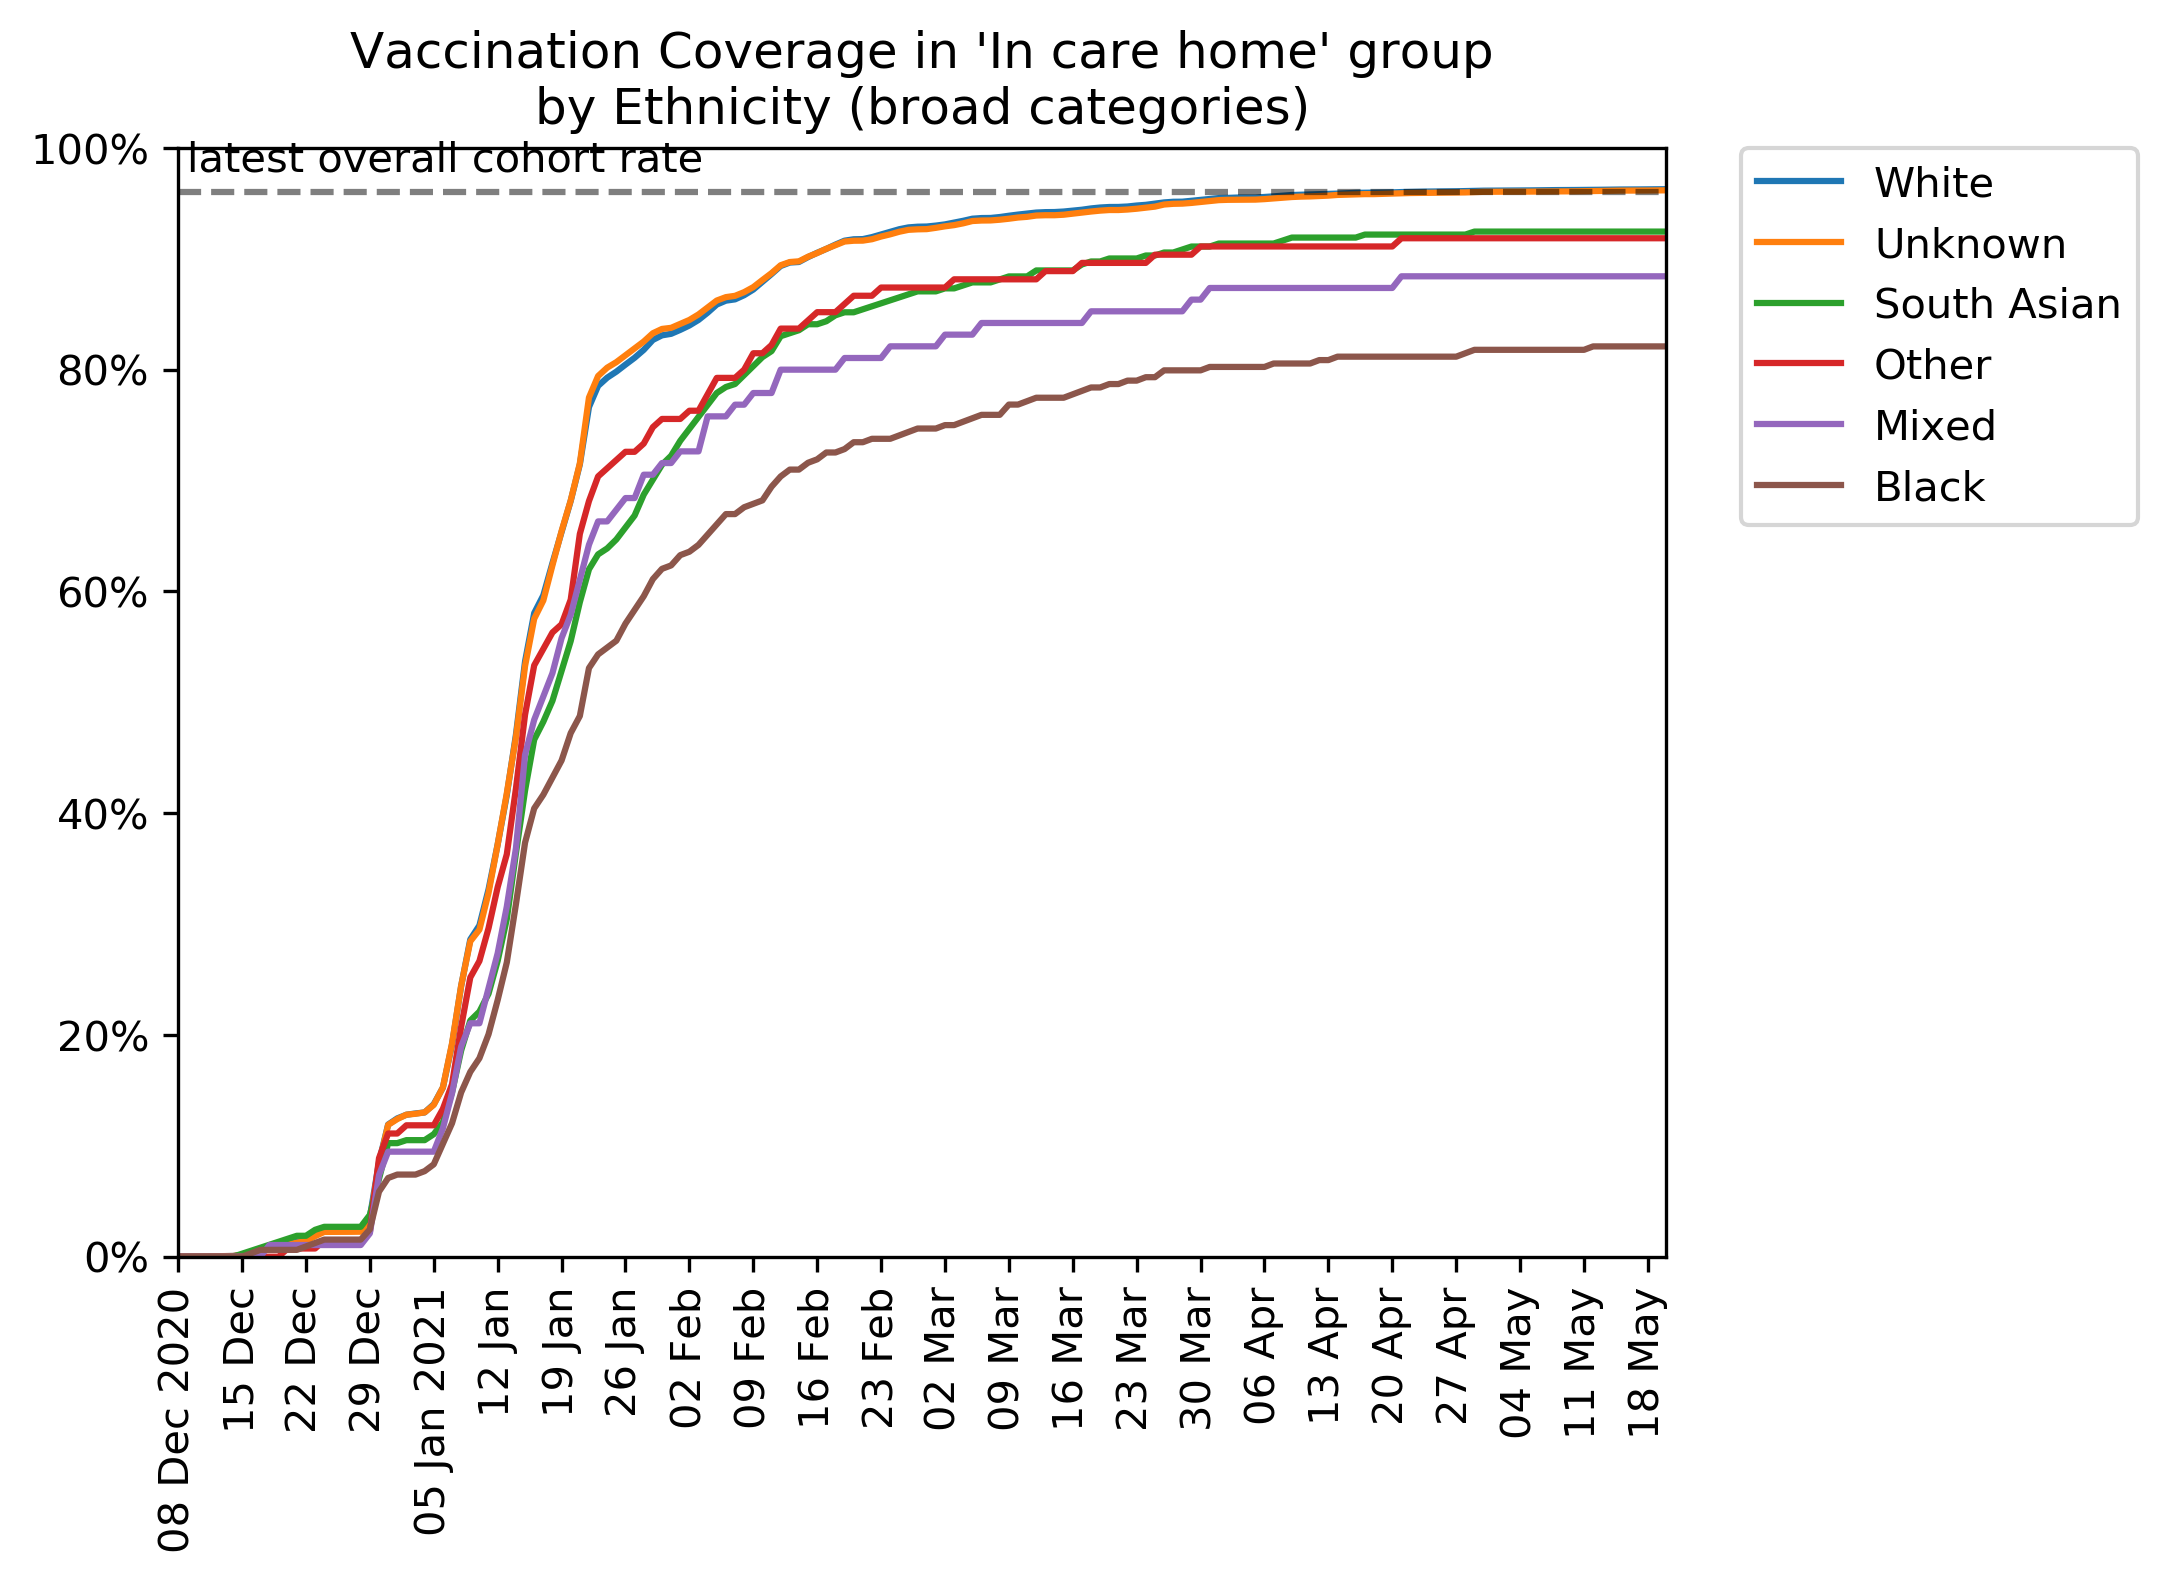 Vaccination Coverage in 'In care home' group
by Ethnicity (broad categories)
100%
80%
60%
40%
20%
0%
latest overall cohort rate
White
Unknown
South Asian
Other
Mixed
Black
08 Dec 2020
15 Dec
22 Dec
29 Dec
05 Jan 2021
12 Jan
19 Jan
26 Jan
02 Feb
09 Feb
16 Feb
23 Feb
02 Mar
09 Mar
16 Mar
23 Mar
30 Mar
06 Apr
13 Apr
20 Apr
27 Apr
04 May
11 May
18 May